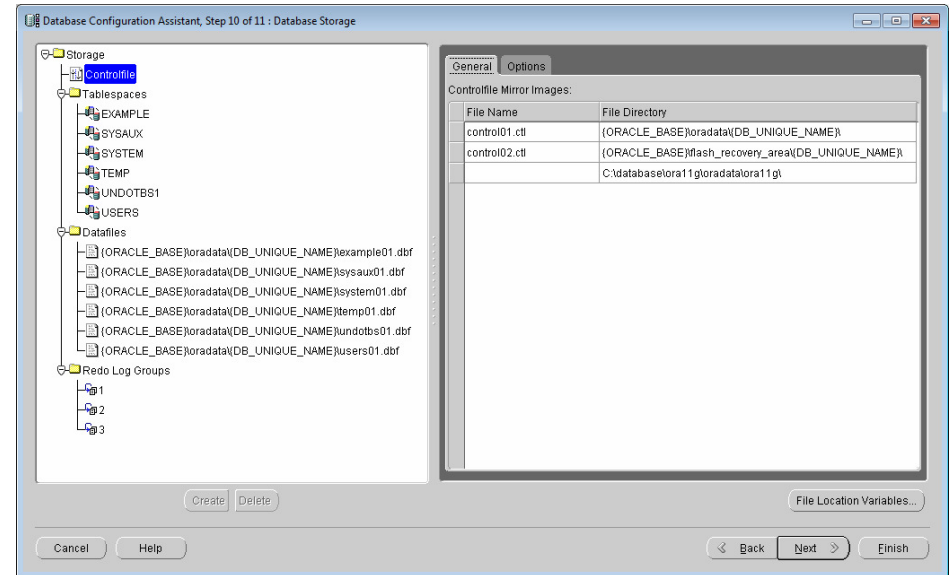 Database Configuration Assistant, Step 10 of 11 : Database Storage
Storage
Controlfile
Tablespaces
EXAMPLE
SYSAUX
SYSTEM
TEMP
UNDOTBS1
USERS
Datafiles
{ORACLE_BASE}\oradata\{DB_UNIQUE_NAME}\example01.dbf
{ORACLE_BASE}\oradata\{DB_UNIQUE_NAME}\sysaux01.dbf
{ORACLE_BASE}\oradata\{DB_UNIQUE_NAME}\system01.dbf
{ORACLE_BASE}\oradata\{DB_UNIQUE_NAME}\temp01.dbf
{ORACLE_BASE}\oradata\{DB_UNIQUE_NAME}\undotbs01.dbf
{ORACLE_BASE}\oradata\{DB_UNIQUE_NAME}\users01.dbf
Redo Log Groups
1
2
3
Create Delete
General Options
Controlfile Mirror Images:
File Name File Directory
control01.ctl {ORACLE_BASE}\oradata\{DB_UNIQUE_NAME}\
control02.ctl {ORACLE_BASE}\flash_recovery_area\{DB_UNIQUE_NAME}\
C:\database\ora11g\oradata\ora11g\
File Location Variables...
Cancel Help Back Next Finish